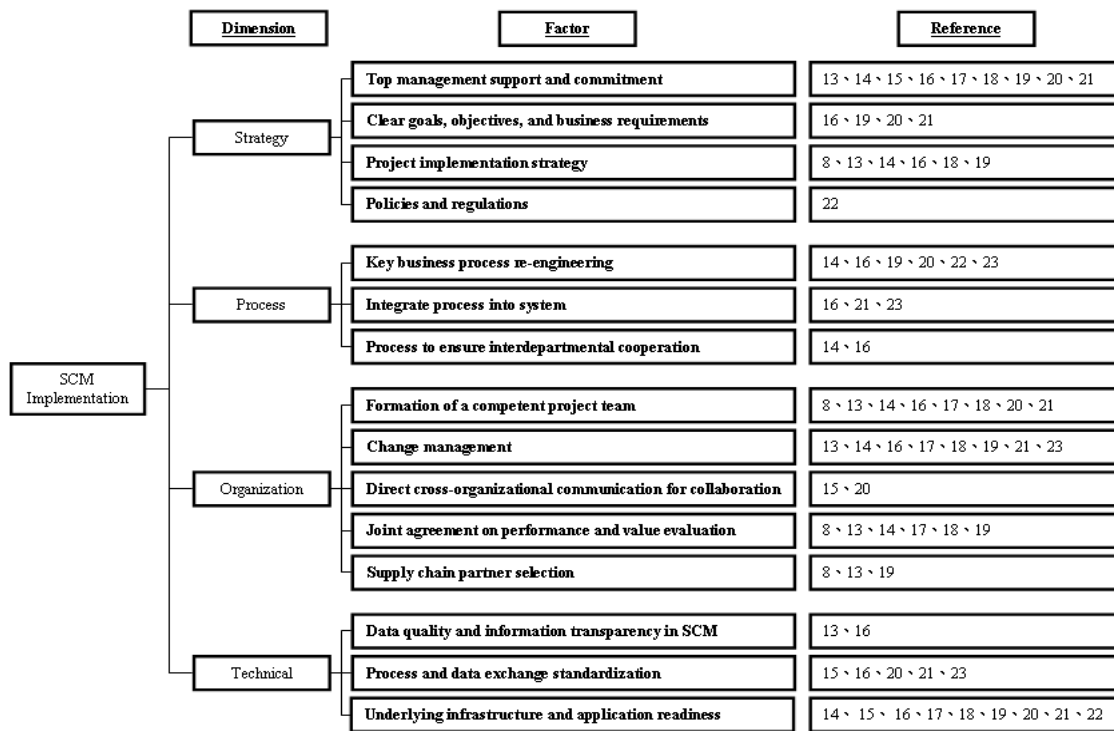 Dimension
Factor
Reference
Top management support and commitment
13、14、15、16、17、18、19、20、21
Clear goals, objectives, and business requirements
16、19、20、21
Strategy
Project implementation strategy
8、13、14、16、18、19
Policies and regulations
22
Key business process re-engineering
14、16、19、20、22、23
Process
Integrate process into system
16、21、23
Process to ensure interdepartmental cooperation
14、16
SCM
Implementation
Formation of a competent project team
8、13、14、16、17、18、20、21
Change management
13、14、16、17、18、19、21、23
Organization
Direct cross-organizational communication for collaboration
15、20
Joint agreement on performance and value evaluation
8、13、14、17、18、19
Supply chain partner selection
8、13、19
Data quality and information transparency in SCM
13、16
Technical
Process and data exchange standardization
15、16、20、21、23
Underlying infrastructure and application readiness
14、 15、 16、17、18、19、20、21、22